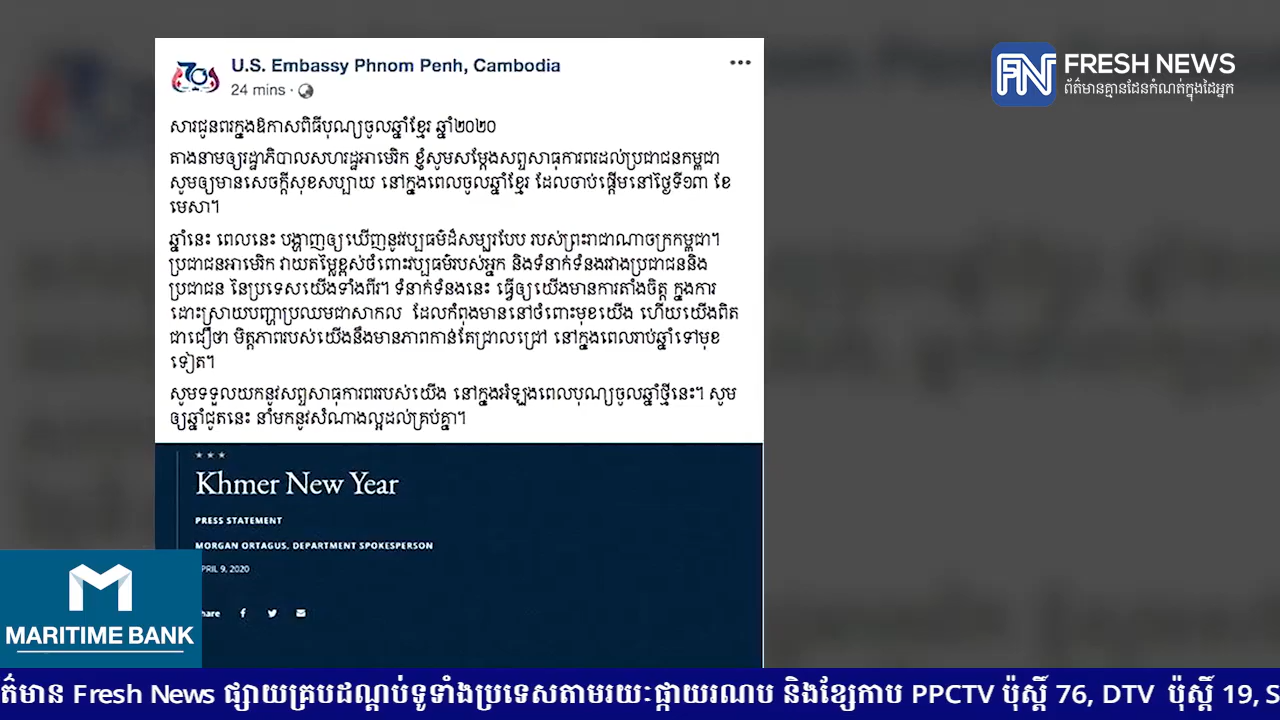 U.S. Embassy Phnom Penh, Cambodia
24 mins ·
FRESH NEWS
ព័ត៌មានគ្មានដែនកំណត់ក្នុងដៃអ្នក
សារជូនពរក្នុងឱកាសពិធីបុណ្យចូលឆ្នាំខ្មែរ ឆ្នាំ២០២០
តាងនាមឲ្យរដ្ឋាភិបាលសហរដ្ឋអាមេរិក ខ្ញុំសូមសម្តែងសព្ទសាធុការពរដល់ប្រជាជនកម្ពុជា
សូមឲ្យមានសេចក្តីសុខសប្បាយ នៅក្នុងពេលចូលឆ្នាំខ្មែរ ដែលចាប់ផ្តើមនៅថ្ងៃទី១៣ ខែ
មេសា។
ឆ្នាំនេះ ពេលនេះ បង្ហាញឲ្យឃើញនូវវប្បធម៌ដ៏សម្បូរបែប របស់ព្រះរាជាណាចក្រកម្ពុជា។
ប្រជាជនអាមេរិក វាយតម្លៃខ្ពស់ចំពោះវប្បធម៌របស់អ្នក និងទំនាក់ទំនងរវាងប្រជាជននិង
ប្រជាជន នៃប្រទេសយើងទាំងពីរ។ ទំនាក់ទំនងនេះ ធ្វើឲ្យយើងមានការតាំងចិត្ត ក្នុងការ
ដោះស្រាយបញ្ហាប្រឈមជាសាកល ដែលកំពុងមាននៅចំពោះមុខយើង ហើយយើងពិត
ជាជឿថា មិត្តភាពរបស់យើងនឹងមានភាពកាន់តែជ្រាលជ្រៅ នៅក្នុងពេលរាប់ឆ្នាំទៅមុខ
ទៀត។
សូមទទួលយកនូវសព្ទសាធុការពររបស់យើង នៅក្នុងអំឡុងពេលបុណ្យចូលឆ្នាំថ្មីនេះ។ សូម
ឲ្យឆ្នាំជូតនេះ នាំមកនូវសំណាងល្អដល់គ្រប់គ្នា។
Khmer New Year
PRESS STATEMENT
MORGAN ORTAGUS, DEPARTMENT SPOKESPERSON
PRIL 9, 2020
hare
MARITIME BANK
ត៌មាន Fresh News ផ្សាយគ្របដណ្តប់ទូទាំងប្រទេសតាមរយៈផ្កាយរណប និងខ្សែកាប PPCTV ប៉ុស្តិ៍ 76, DTV ប៉ុស្តិ៍ 19, S